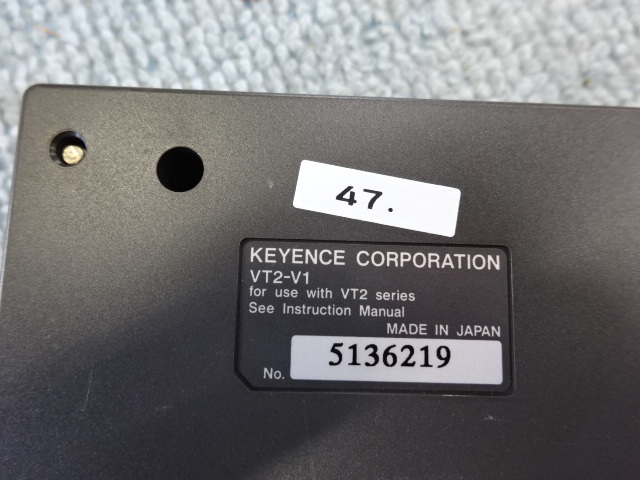 47.
KEYENCE CORPORATION
VT2-V1
for use with VT2 series
See Instruction Manual
MADE IN JAPAN
No. 5136219